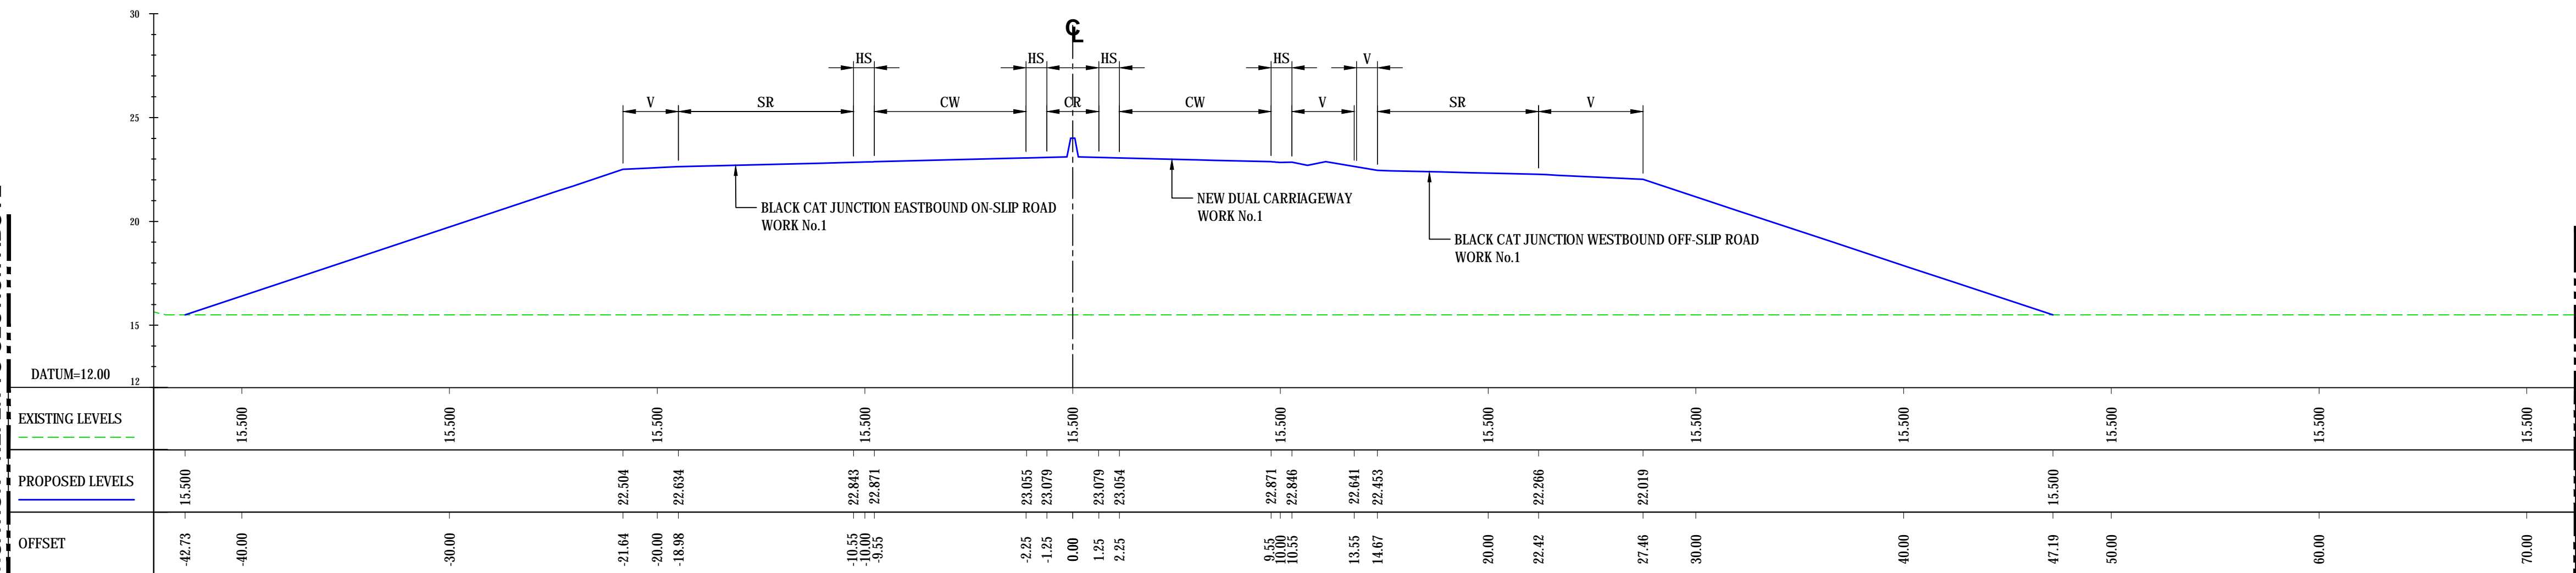 30
℄
HS HS HS HS V
25
V SR CW CR CW V SR V
20
BLACK CAT JUNCTION EASTBOUND ON-SLIP ROAD
WORK No.1
NEW DUAL CARRIAGEWAY
WORK No.1
BLACK CAT JUNCTION WESTBOUND OFF-SLIP ROAD
WORK No.1
15
DATUM=12.00 12
EXISTING LEVELS 15.500 15.500 15.500 15.500 15.500 15.500 15.500 15.500 15.500 15.500 15.500 15.500
PROPOSED LEVELS 15.500 22.504 22.634 22.843 22.871 23.055 23.079 23.079 23.054 22.871 22.846 22.641 22.453 22.266 22.019 15.500
OFFSET -42.73 -40.00 -30.00 -21.64 -20.00 -18.98 -10.55 -10.00 -9.55 -2.25 -1.25 0.00 1.25 2.25 9.55 10.00 10.55 13.55 14.67 20.00 22.42 27.46 30.00 40.00 47.19 50.00 60.00 70.00